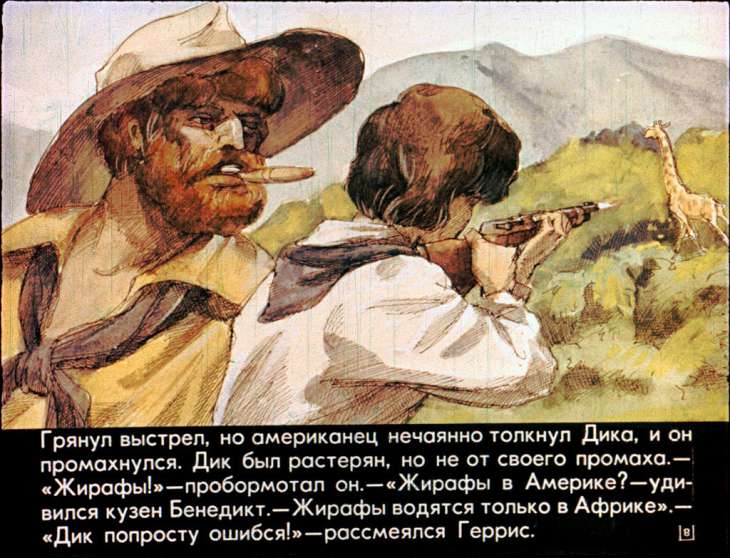 Грянул выстрел, но американец нечаянно толкнул Дика, и он
промахнулся. Дик был растерян, но не от своего промаха.—
«Жирафы!»—пробормотал он.—«Жирафы в Америке?—уди-
вился кузен Бенедикт.—Жирафы водятся только в Африке».—
«Дик попросту ошибся!»—рассмеялся Геррис.
8